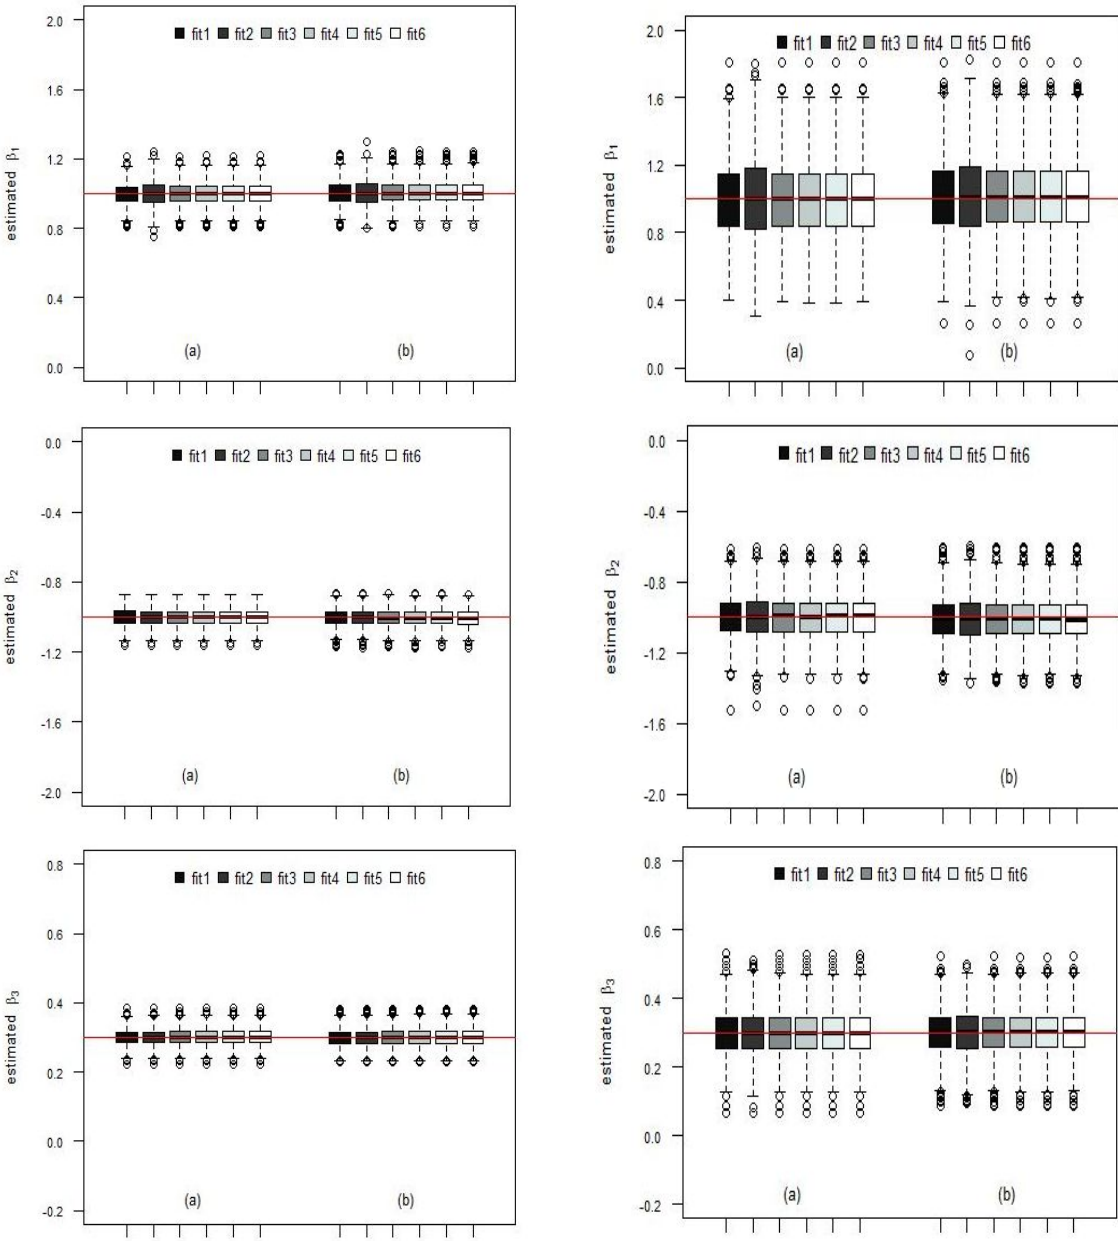 2.0
fit1 fit2 fit3 fit4 fit5 fit6
1.6
1.2
0.8
0.4
0.0
estimated β1
(a) (b)
2.0
fit1 fit2 fit3 fit4 fit5 fit6
1.6
1.2
0.8
0.4
0.0
estimated β1
(a) (b)
0.0
fit1 fit2 fit3 fit4 fit5 fit6
-0.4
-0.8
-1.2
-1.6
-2.0
estimated β2
(a) (b)
0.0
fit1 fit2 fit3 fit4 fit5 fit6
-0.4
-0.8
-1.2
-1.6
-2.0
estimated β2
(a) (b)
0.8
fit1 fit2 fit3 fit4 fit5 fit6
0.6
0.4
0.2
0.0
-0.2
estimated β3
(a) (b)
0.8
fit1 fit2 fit3 fit4 fit5 fit6
0.6
0.4
0.2
0.0
-0.2
estimated β3
(a) (b)